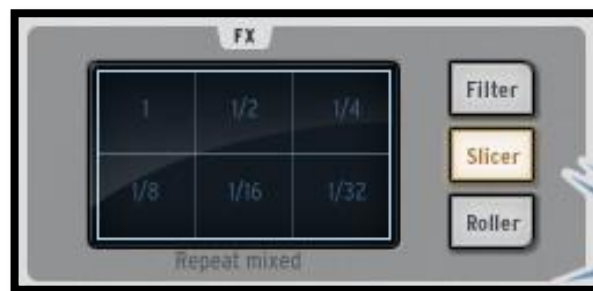 FX
1 1/2 1/4
Filter
Slicer
1/8 1/16 1/32
Roller
Repeat mixed